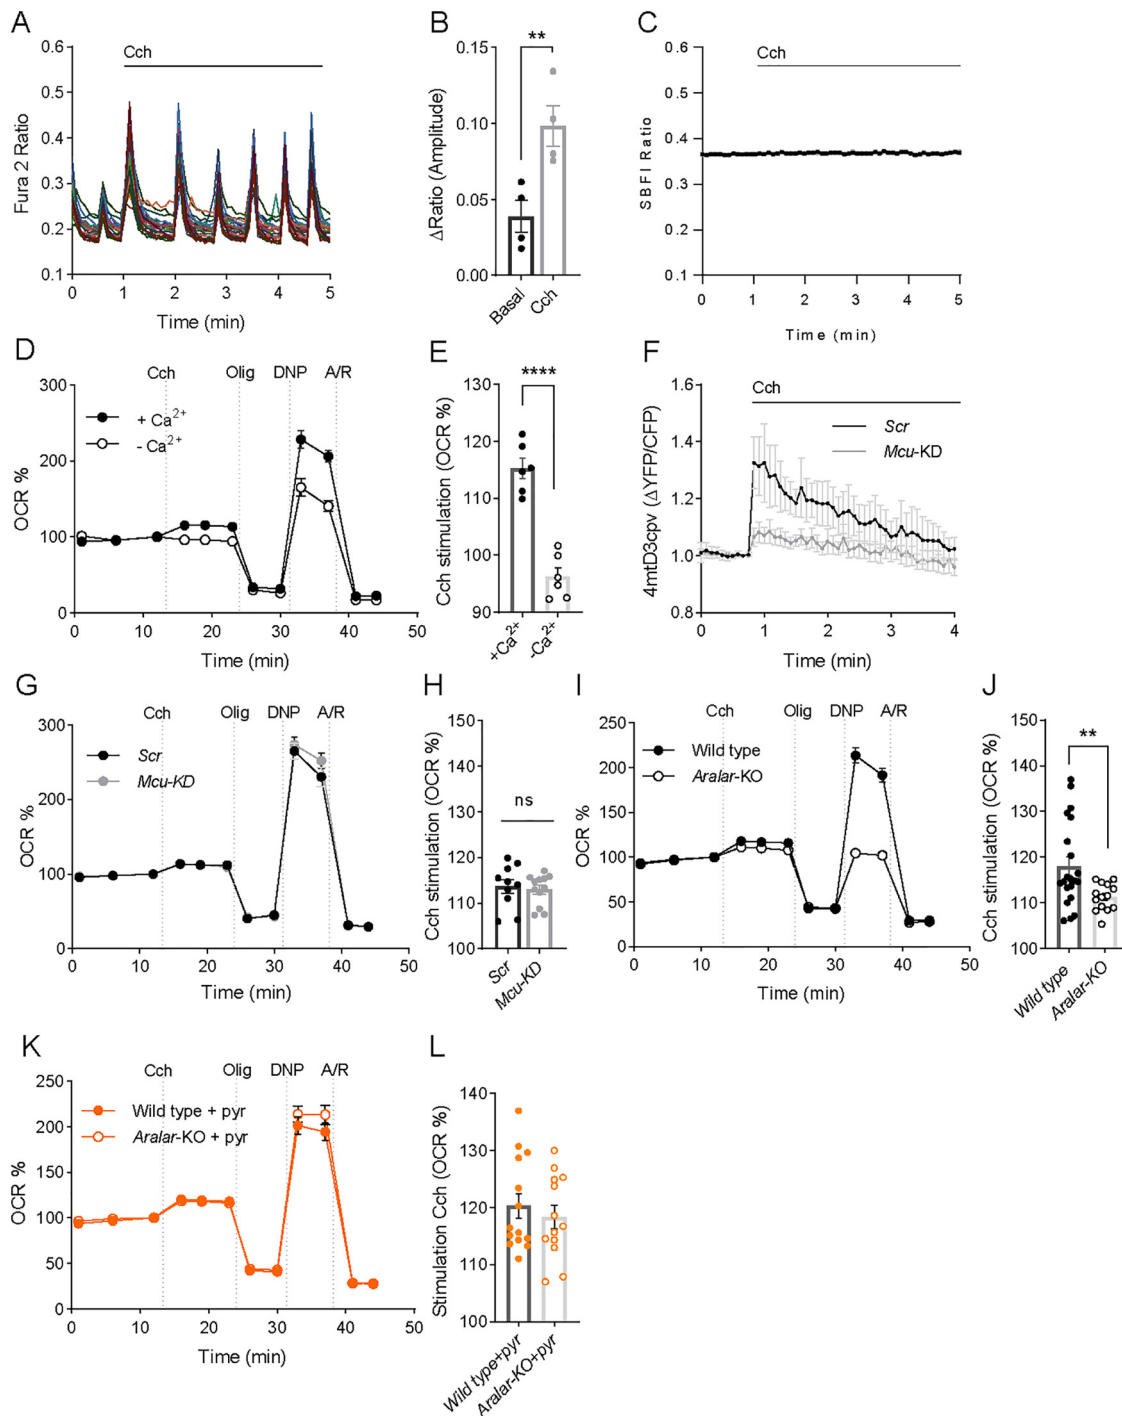 A
Cch
Fura 2 Ratio
0.6
0.5
0.4
0.3
0.2
0.1
0 1 2 3 4 5
Time (min)
B
**
ΔRatio (Amplitude)
0.15
0.10
0.05
0.00
Basal
Cch
C
Cch
SBFI Ratio
0.6
0.5
0.4
0.3
0.2
0.1
0 1 2 3 4 5
Time (min)
D
Cch Olig DNP A/R
+ Ca2+
- Ca2+
OCR %
300
200
100
0
0 10 20 30 40 50
Time (min)
E
****
Cch stimulation (OCR %)
130
120
110
100
90
+Ca2+
-Ca2+
F
Cch
Scr
Mcu-KD
4mtD3cpv (ΔYFP/CFP)
1.6
1.4
1.2
1.0
0.8
0 1 2 3 4
Time (min)
G
Cch Olig DNP A/R
Scr
Mcu-KD
OCR %
300
200
100
0
0 10 20 30 40 50
Time (min)
H
ns
Cch stimulation (OCR %)
150
140
130
120
110
100
Scr
Mcu-KD
I
Cch Olig DNP A/R
Wild type
Aralar-KO
OCR %
250
200
150
100
50
0
0 10 20 30 40 50
Time (min)
J
**
Cch stimulation (OCR %)
150
140
130
120
110
100
Wild type
Aralar-KO
K
Cch Olig DNP A/R
Wild type + pyr
Aralar-KO + pyr
OCR %
250
200
150
100
50
0
0 10 20 30 40 50
Time (min)
L
Stimulation Cch (OCR %)
140
130
120
110
100
Wild type+pyr
Aralar-KO+pyr